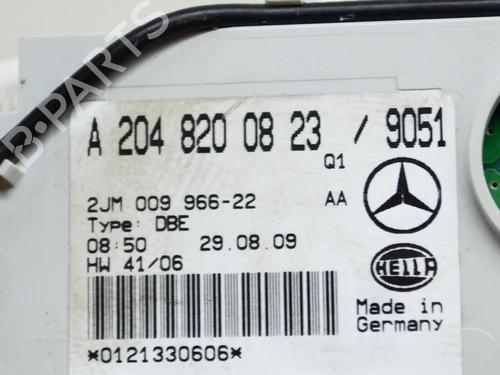 A 204 820 08 23 / 9051
Q1
2JM 009 966-22 AA
Type: DBE
08:50 29.08.09
HW 41/06
HELLA
Made in
Germany
*0121330606*
B-PARTS